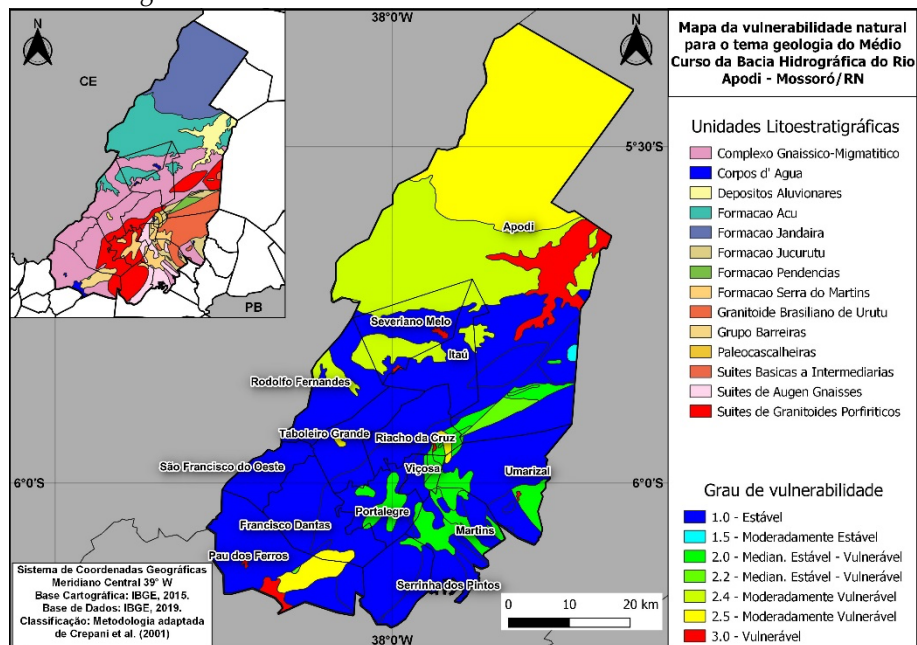 38°0'W
CE
PB
5°30'S
6°0'S
38°0'W
Apodi
Severiano Melo
Itaú
Rodolfo Fernandes
Taboleiro Grande
Riacho da Cruz
São Francisco do Oeste
Viçosa
Umarizal
Portalegre
Francisco Dantas
Martins
Pau dos Ferros
Serrinha dos Pintos
0 10 20 km
Sistema de Coordenadas Geográficas
Meridiano Central 39° W
Base Cartográfica: IBGE, 2015.
Base de Dados: IBGE, 2019.
Classificação: Metodologia adaptada
de Crepani et al. (2001)
Mapa da vulnerabilidade natural
para o tema geologia do Médio
Curso da Bacia Hidrográfica do Rio
Apodi - Mossoró/RN
Unidades Litoestratigráficas
Complexo Gnaissico-Migmatitico
Corpos d' Agua
Depositos Aluvionares
Formacao Acu
Formacao Jandaira
Formacao Jucurutu
Formacao Pendencias
Formacao Serra do Martins
Granitoide Brasiliano de Urutu
Grupo Barreiras
Paleocascalheiras
Suites Basicas a Intermediarias
Suites de Augen Gnaisses
Suites de Granitoides Porfiriticos
Grau de vulnerabilidade
1.0 - Estável
1.5 - Moderadamente Estável
2.0 - Median. Estável - Vulnerável
2.2 - Median. Estável - Vulnerável
2.4 - Moderadamente Vulnerável
2.5 - Moderadamente Vulnerável
3.0 - Vulnerável